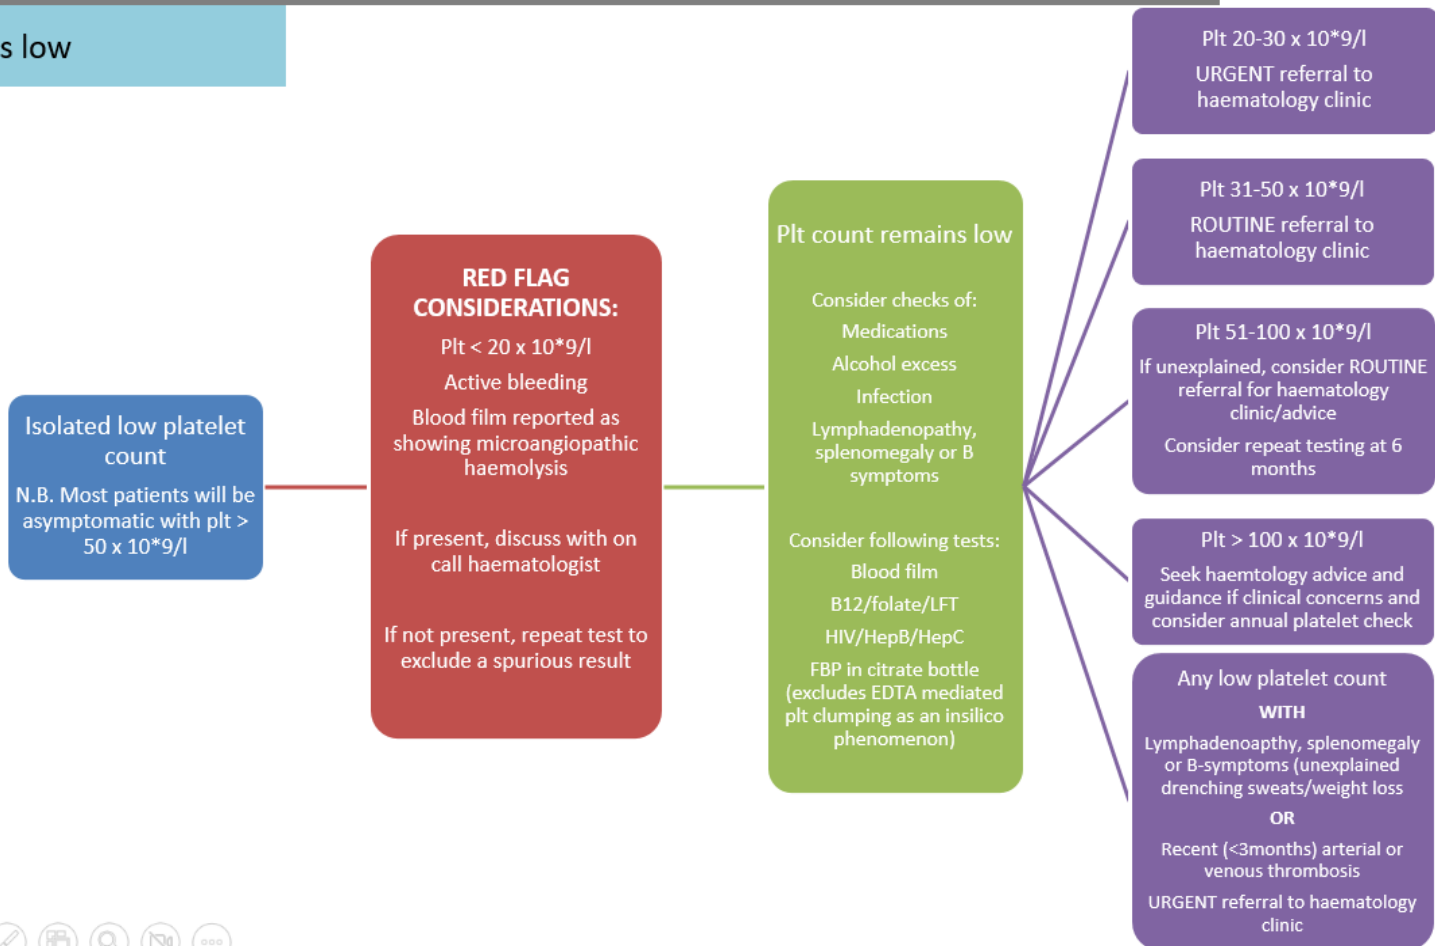 s low
Isolated low platelet
count
N.B. Most patients will be
asymptomatic with plt >
50 x 10*9/l
RED FLAG
CONSIDERATIONS:
Plt < 20 x 10*9/l
Active bleeding
Blood film reported as
showing microangiopathic
haemolysis
If present, discuss with on
call haematologist
If not present, repeat test to
exclude a spurious result
Plt count remains low
Consider checks of:
Medications
Alcohol excess
Infection
Lymphadenopathy,
splenomegaly or B
symptoms
Consider following tests:
Blood film
B12/folate/LFT
HIV/HepB/HepC
FBP in citrate bottle
(excludes EDTA mediated
plt clumping as an insilico
phenomenon)
Plt 20-30 x 10*9/l
URGENT referral to
haematology clinic
Plt 31-50 x 10*9/l
ROUTINE referral to
haematology clinic
Plt 51-100 x 10*9/l
If unexplained, consider ROUTINE
referral for haematology
clinic/advice
Consider repeat testing at 6
months
Plt > 100 x 10*9/l
Seek haemtology advice and
guidance if clinical concerns and
consider annual platelet check
Any low platelet count
WITH
Lymphadenoapthy, splenomegaly
or B-symptoms (unexplained
drenching sweats/weight loss
OR
Recent (<3months) arterial or
venous thrombosis
URGENT referral to haematology
clinic